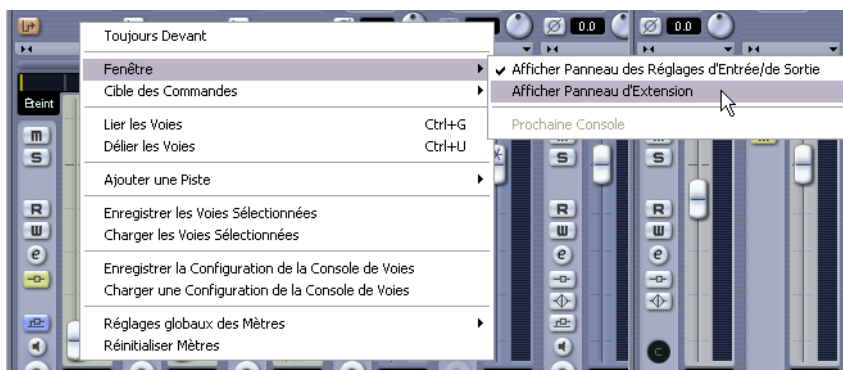 0.0
0.0
Toujours Devant
Fenêtre
Afficher Panneau des Réglages d'Entrée/de Sortie
Cible des Commandes
Afficher Panneau d'Extension
Éteint
Lier les Voies Ctrl+G
Prochaine Console
Délier les Voies Ctrl+U
m
S
S
S
Ajouter une Piste
R
R
R
Enregistrer les Voies Sélectionnées
W
W
W
Charger les Voies Sélectionnées
e
e
e
Enregistrer la Configuration de la Console de Voies
Charger une Configuration de la Console de Voies
Réglages globaux des Mètres
Réinitialiser Mètres
C